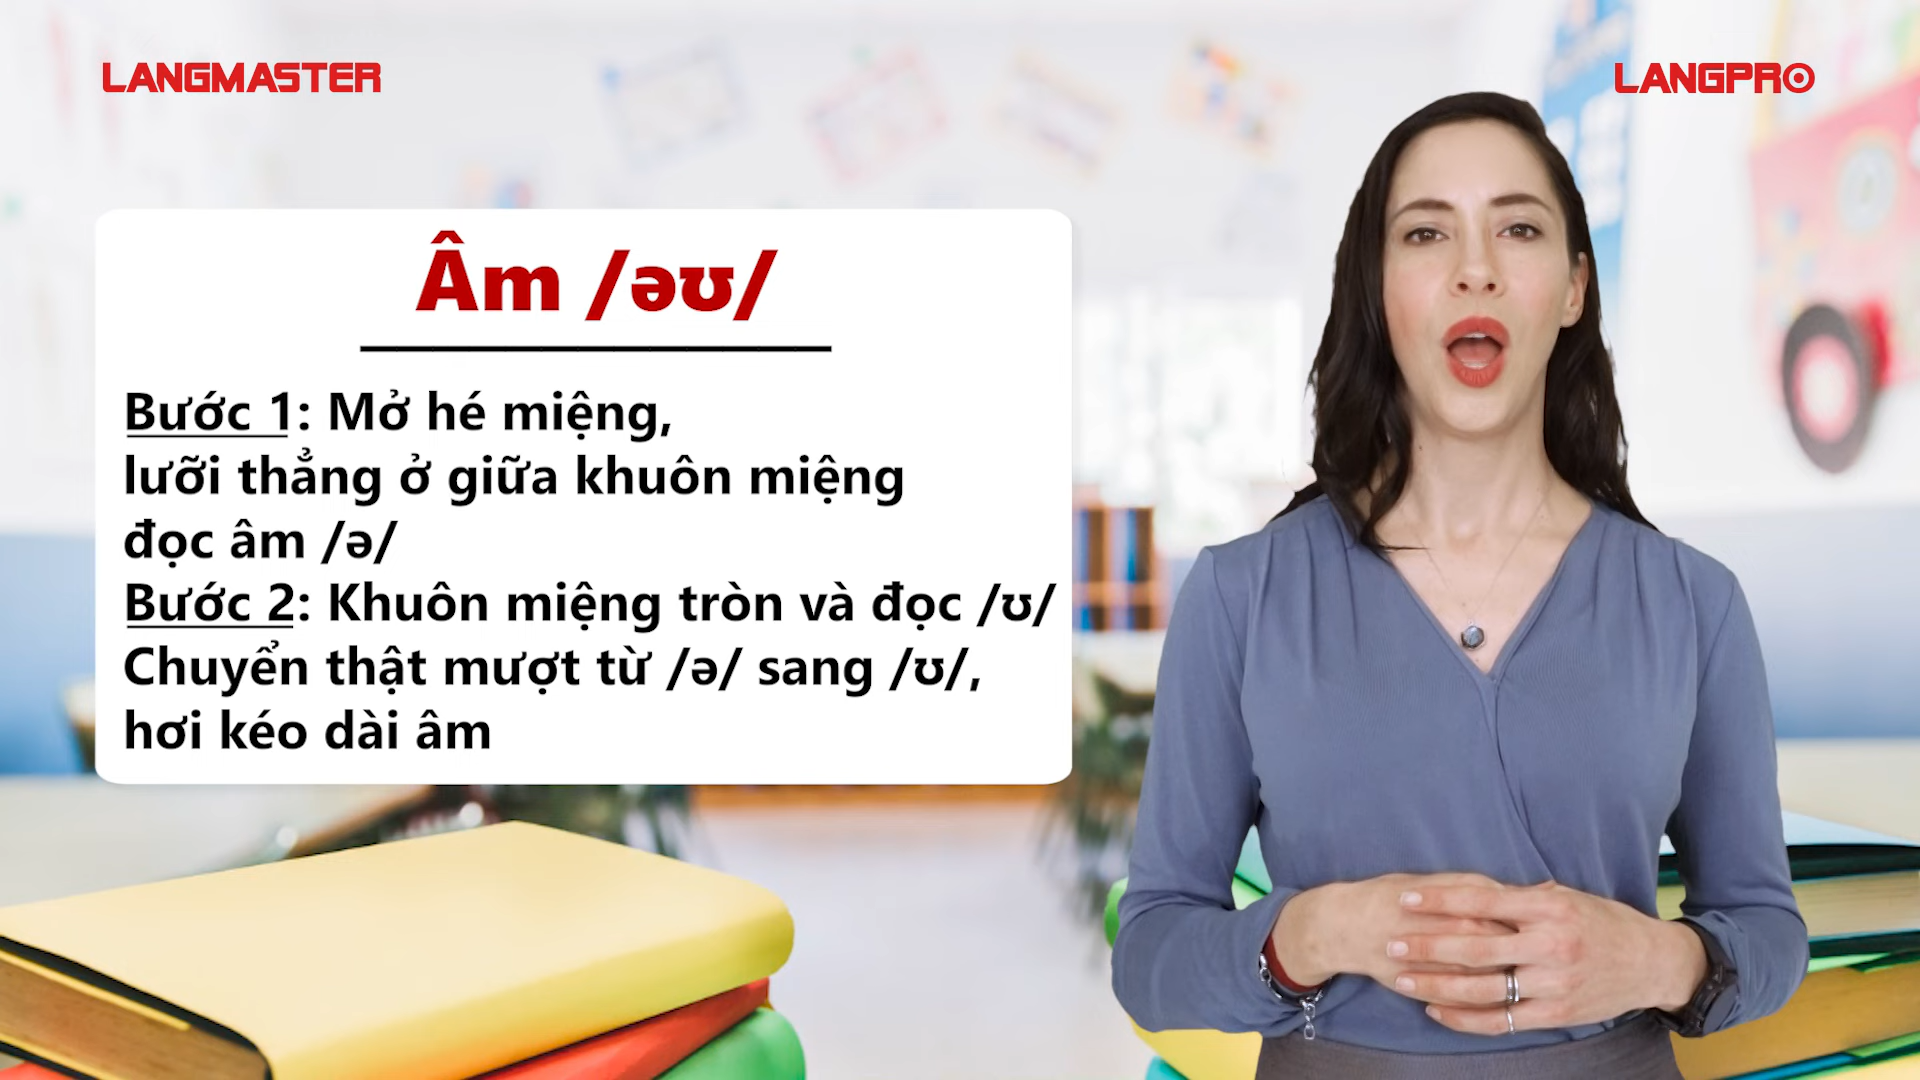 LANGMASTER
LANGPRO
Âm /əʊ/
Bước 1: Mở hé miệng,
lưỡi thẳng ở giữa khuôn miệng
đọc âm /ə/
Bước 2: Khuôn miệng tròn và đọc /ʊ/
Chuyển thật mượt từ /ə/ sang /ʊ/,
hơi kéo dài âm